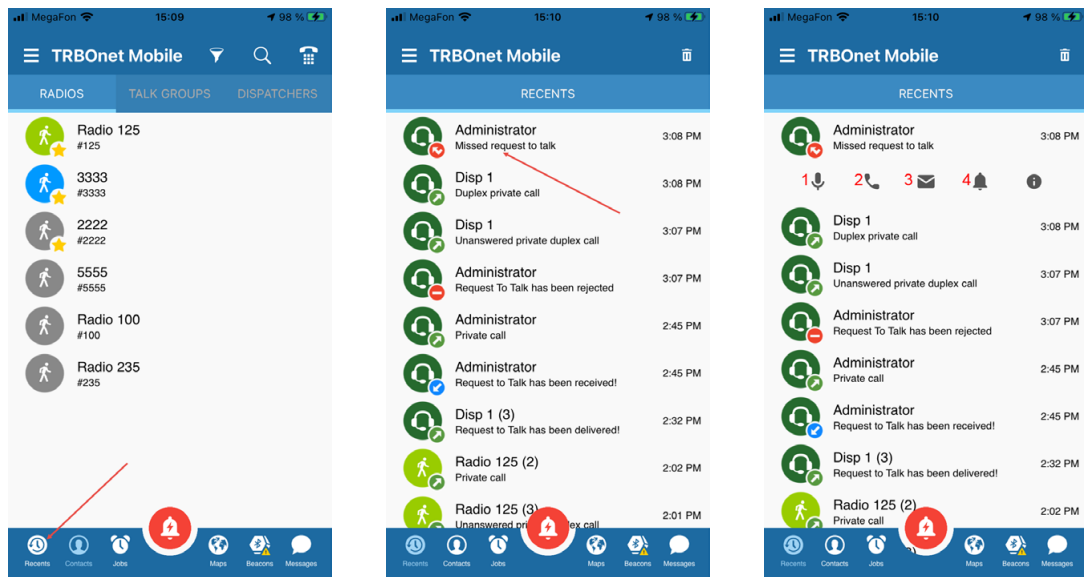 MegaFon 15:09 98 %
TRBOnet Mobile
RADIOS TALK GROUPS DISPATCHERS
Radio 125
#125
3333
#3333
2222
#2222
5555
#5555
Radio 100
#100
Radio 235
#235
Recents Contacts Jobs Maps Beacons Messages
MegaFon 15:10 98 %
TRBOnet Mobile
RECENTS
Administrator
Missed request to talk
3:08 PM
Disp 1
Duplex private call
3:08 PM
Disp 1
Unanswered private duplex call
3:07 PM
Administrator
Request To Talk has been rejected
3:07 PM
Administrator
Private call
2:45 PM
Administrator
Request to Talk has been received!
2:45 PM
Disp 1 (3)
Request to Talk has been delivered!
2:32 PM
Radio 125 (2)
Private call
2:02 PM
Radio 125 (3)
Unanswered call
2:01 PM
Recents Contacts Jobs Maps Beacons Messages
MegaFon 15:10 98 %
TRBOnet Mobile
RECENTS
Administrator
Missed request to talk
3:08 PM
1 2 3 4
Disp 1
Duplex private call
3:08 PM
Disp 1
Unanswered private duplex call
3:07 PM
Administrator
Request To Talk has been rejected
3:07 PM
Administrator
Private call
2:45 PM
Administrator
Request to Talk has been received!
2:45 PM
Disp 1 (3)
Request to Talk has been delivered!
2:32 PM
Radio 125 (2)
Private call
2:02 PM
Recents Contacts Jobs Maps Beacons Messages